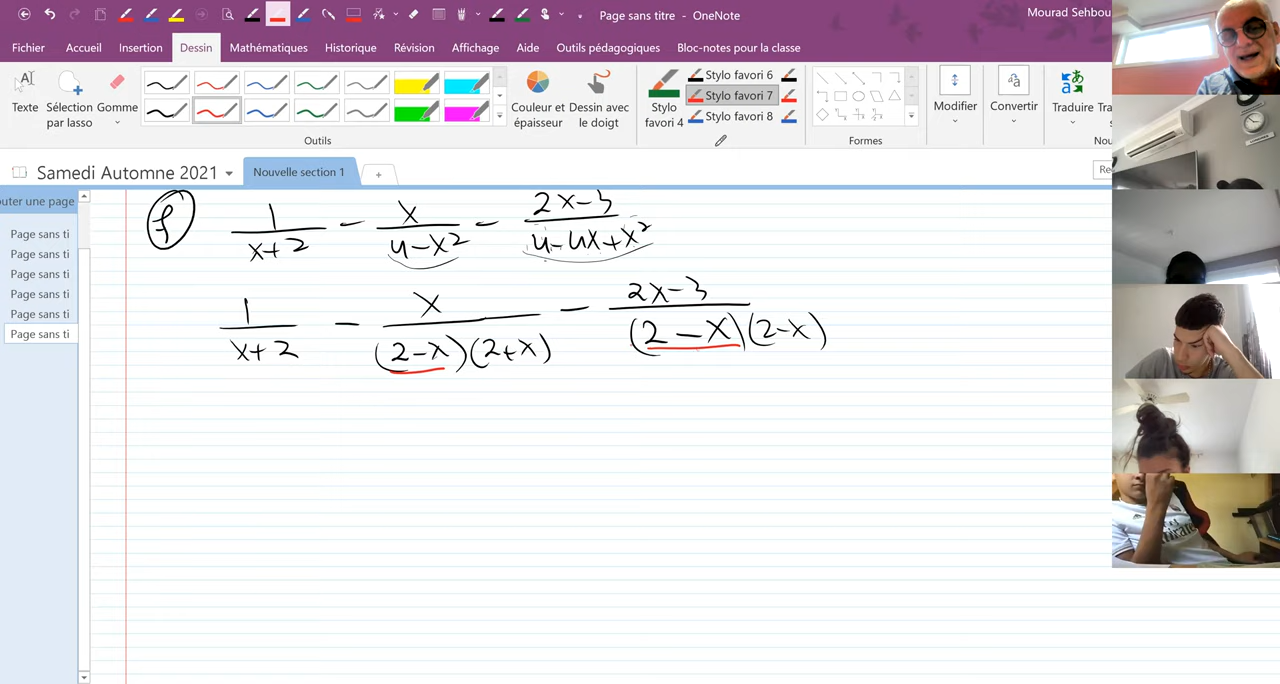 Page sans titre - OneNote
Mourad Sehbou
Fichier Accueil Insertion Dessin Mathématiques Historique Révision Affichage Aide Outils pédagogiques Bloc-notes pour la classe
Texte Sélection par lasso Gomme
Couleur et épaisseur
Dessin avec le doigt
Stylo favori 4
Stylo favori 6
Stylo favori 7
Stylo favori 8
Modifier
Convertir
Traduire
Outils
Formes
Samedi Automne 2021
Nouvelle section 1
outer une page
Page sans ti
Page sans ti
Page sans ti
Page sans ti
Page sans ti
Page sans ti
1/(x+2) - x/(4-x²) - (2x-3)/(4-4x+x²)
1/(x+2) - x/((2-x)(2+x)) - (2x-3)/((2-x)(2-x))